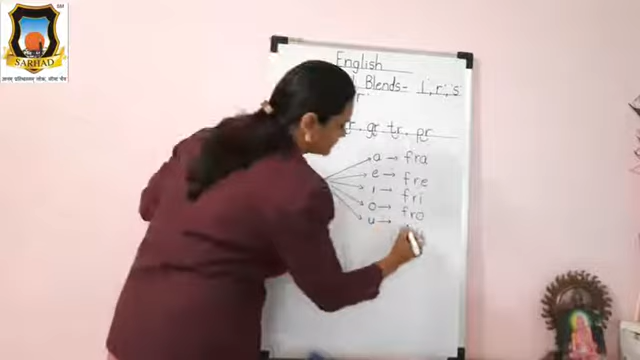 SARHAD
English
Blends- l, r, s
r
r. gr. tr. pr
a → fra
e → fre
i → fri
o → fro
u →